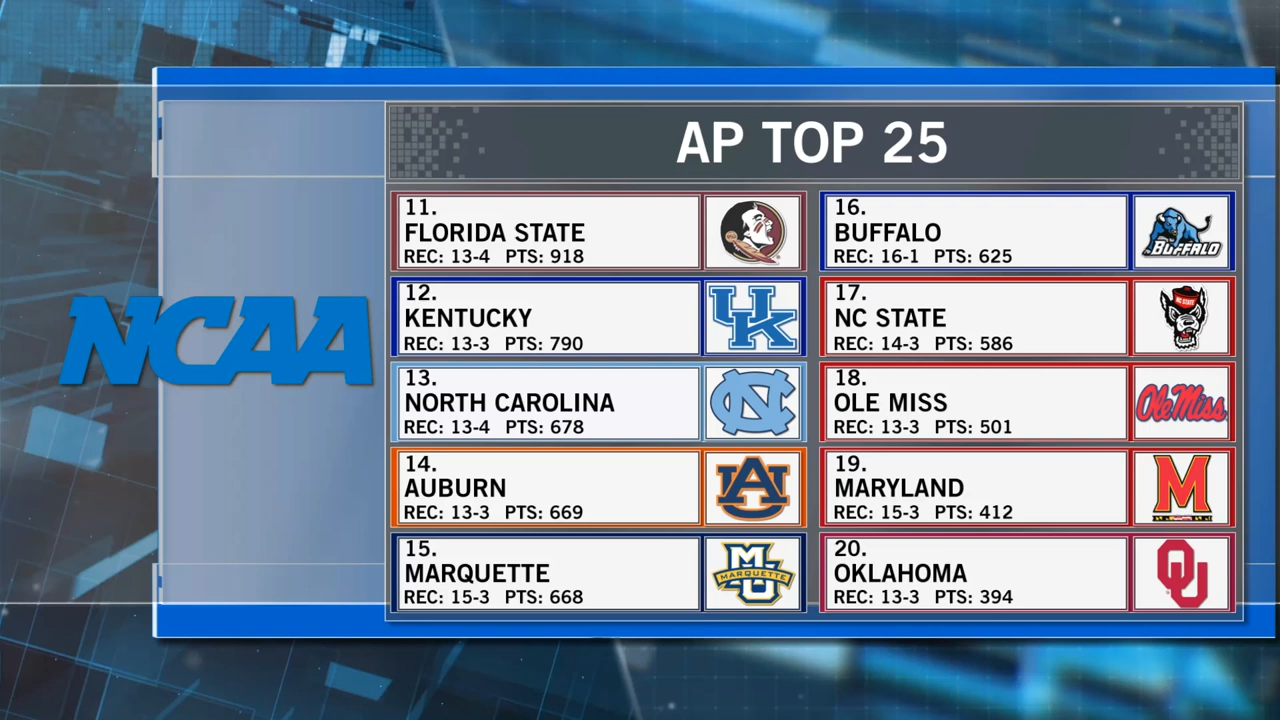 AP TOP 25
NCAA
11.
FLORIDA STATE
REC: 13-4 PTS: 918
12.
KENTUCKY
REC: 13-3 PTS: 790
UK
13.
NORTH CAROLINA
REC: 13-4 PTS: 678
NC
14.
AUBURN
REC: 13-3 PTS: 669
AU
15.
MARQUETTE
REC: 15-3 PTS: 668
MU
MARQUETTE
16.
BUFFALO
REC: 16-1 PTS: 625
BUFFALO
17.
NC STATE
REC: 14-3 PTS: 586
NC STATE
18.
OLE MISS
REC: 13-3 PTS: 501
Ole Miss
19.
MARYLAND
REC: 15-3 PTS: 412
M
20.
OKLAHOMA
REC: 13-3 PTS: 394
OU